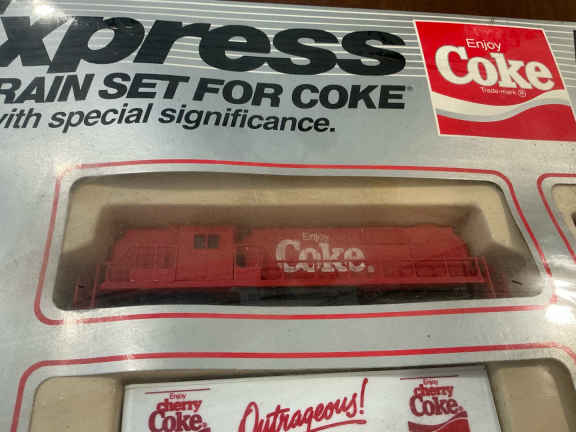 xpress
RAIN SET FOR COKE®
with special significance.
Enjoy
Coke
Trade-mark ®
Enjoy
Coke.
Enjoy
cherry
Coke
Outrageous!
Enjoy
cherry
Coke